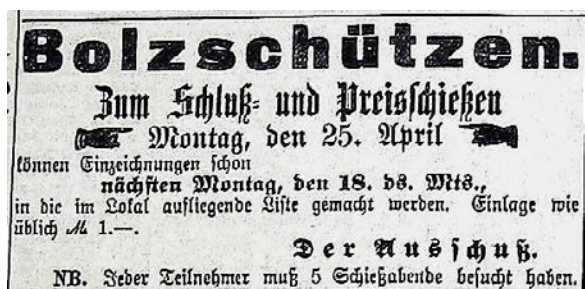 Bolzschützen.
Zum Schluß- und Preisschießen
Montag, den 25. April
können Einzeichnungen schon
nächsten Montag, den 18. ds. Mts.,
in die im Lokal aufliegende Liste gemacht werden. Einlage wie
üblich ℳ 1.—.
Der Ausschuß.
NB. Jeder Teilnehmer muß 5 Schießabende besucht haben.